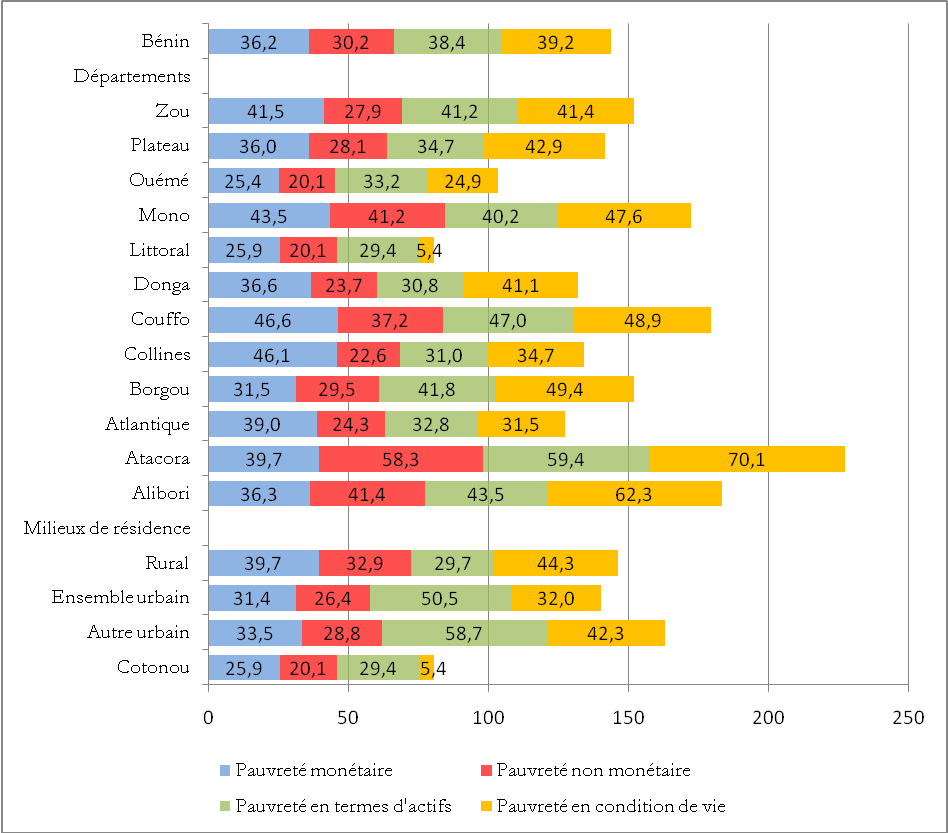 Bénin 36,2 30,2 38,4 39,2
Départements
Zou 41,5 27,9 41,2 41,4
Plateau 36,0 28,1 34,7 42,9
Ouémé 25,4 20,1 33,2 24,9
Mono 43,5 41,2 40,2 47,6
Littoral 25,9 20,1 29,4 5,4
Donga 36,6 23,7 30,8 41,1
Couffo 46,6 37,2 47,0 48,9
Collines 46,1 22,6 31,0 34,7
Borgou 31,5 29,5 41,8 49,4
Atlantique 39,0 24,3 32,8 31,5
Atacora 39,7 58,3 59,4 70,1
Alibori 36,3 41,4 43,5 62,3
Milieux de résidence
Rural 39,7 32,9 29,7 44,3
Ensemble urbain 31,4 26,4 50,5 32,0
Autre urbain 33,5 28,8 58,7 42,3
Cotonou 25,9 20,1 29,4 5,4
0 50 100 150 200 250
Pauvreté monétaire Pauvreté non monétaire
Pauvreté en termes d'actifs Pauvreté en condition de vie